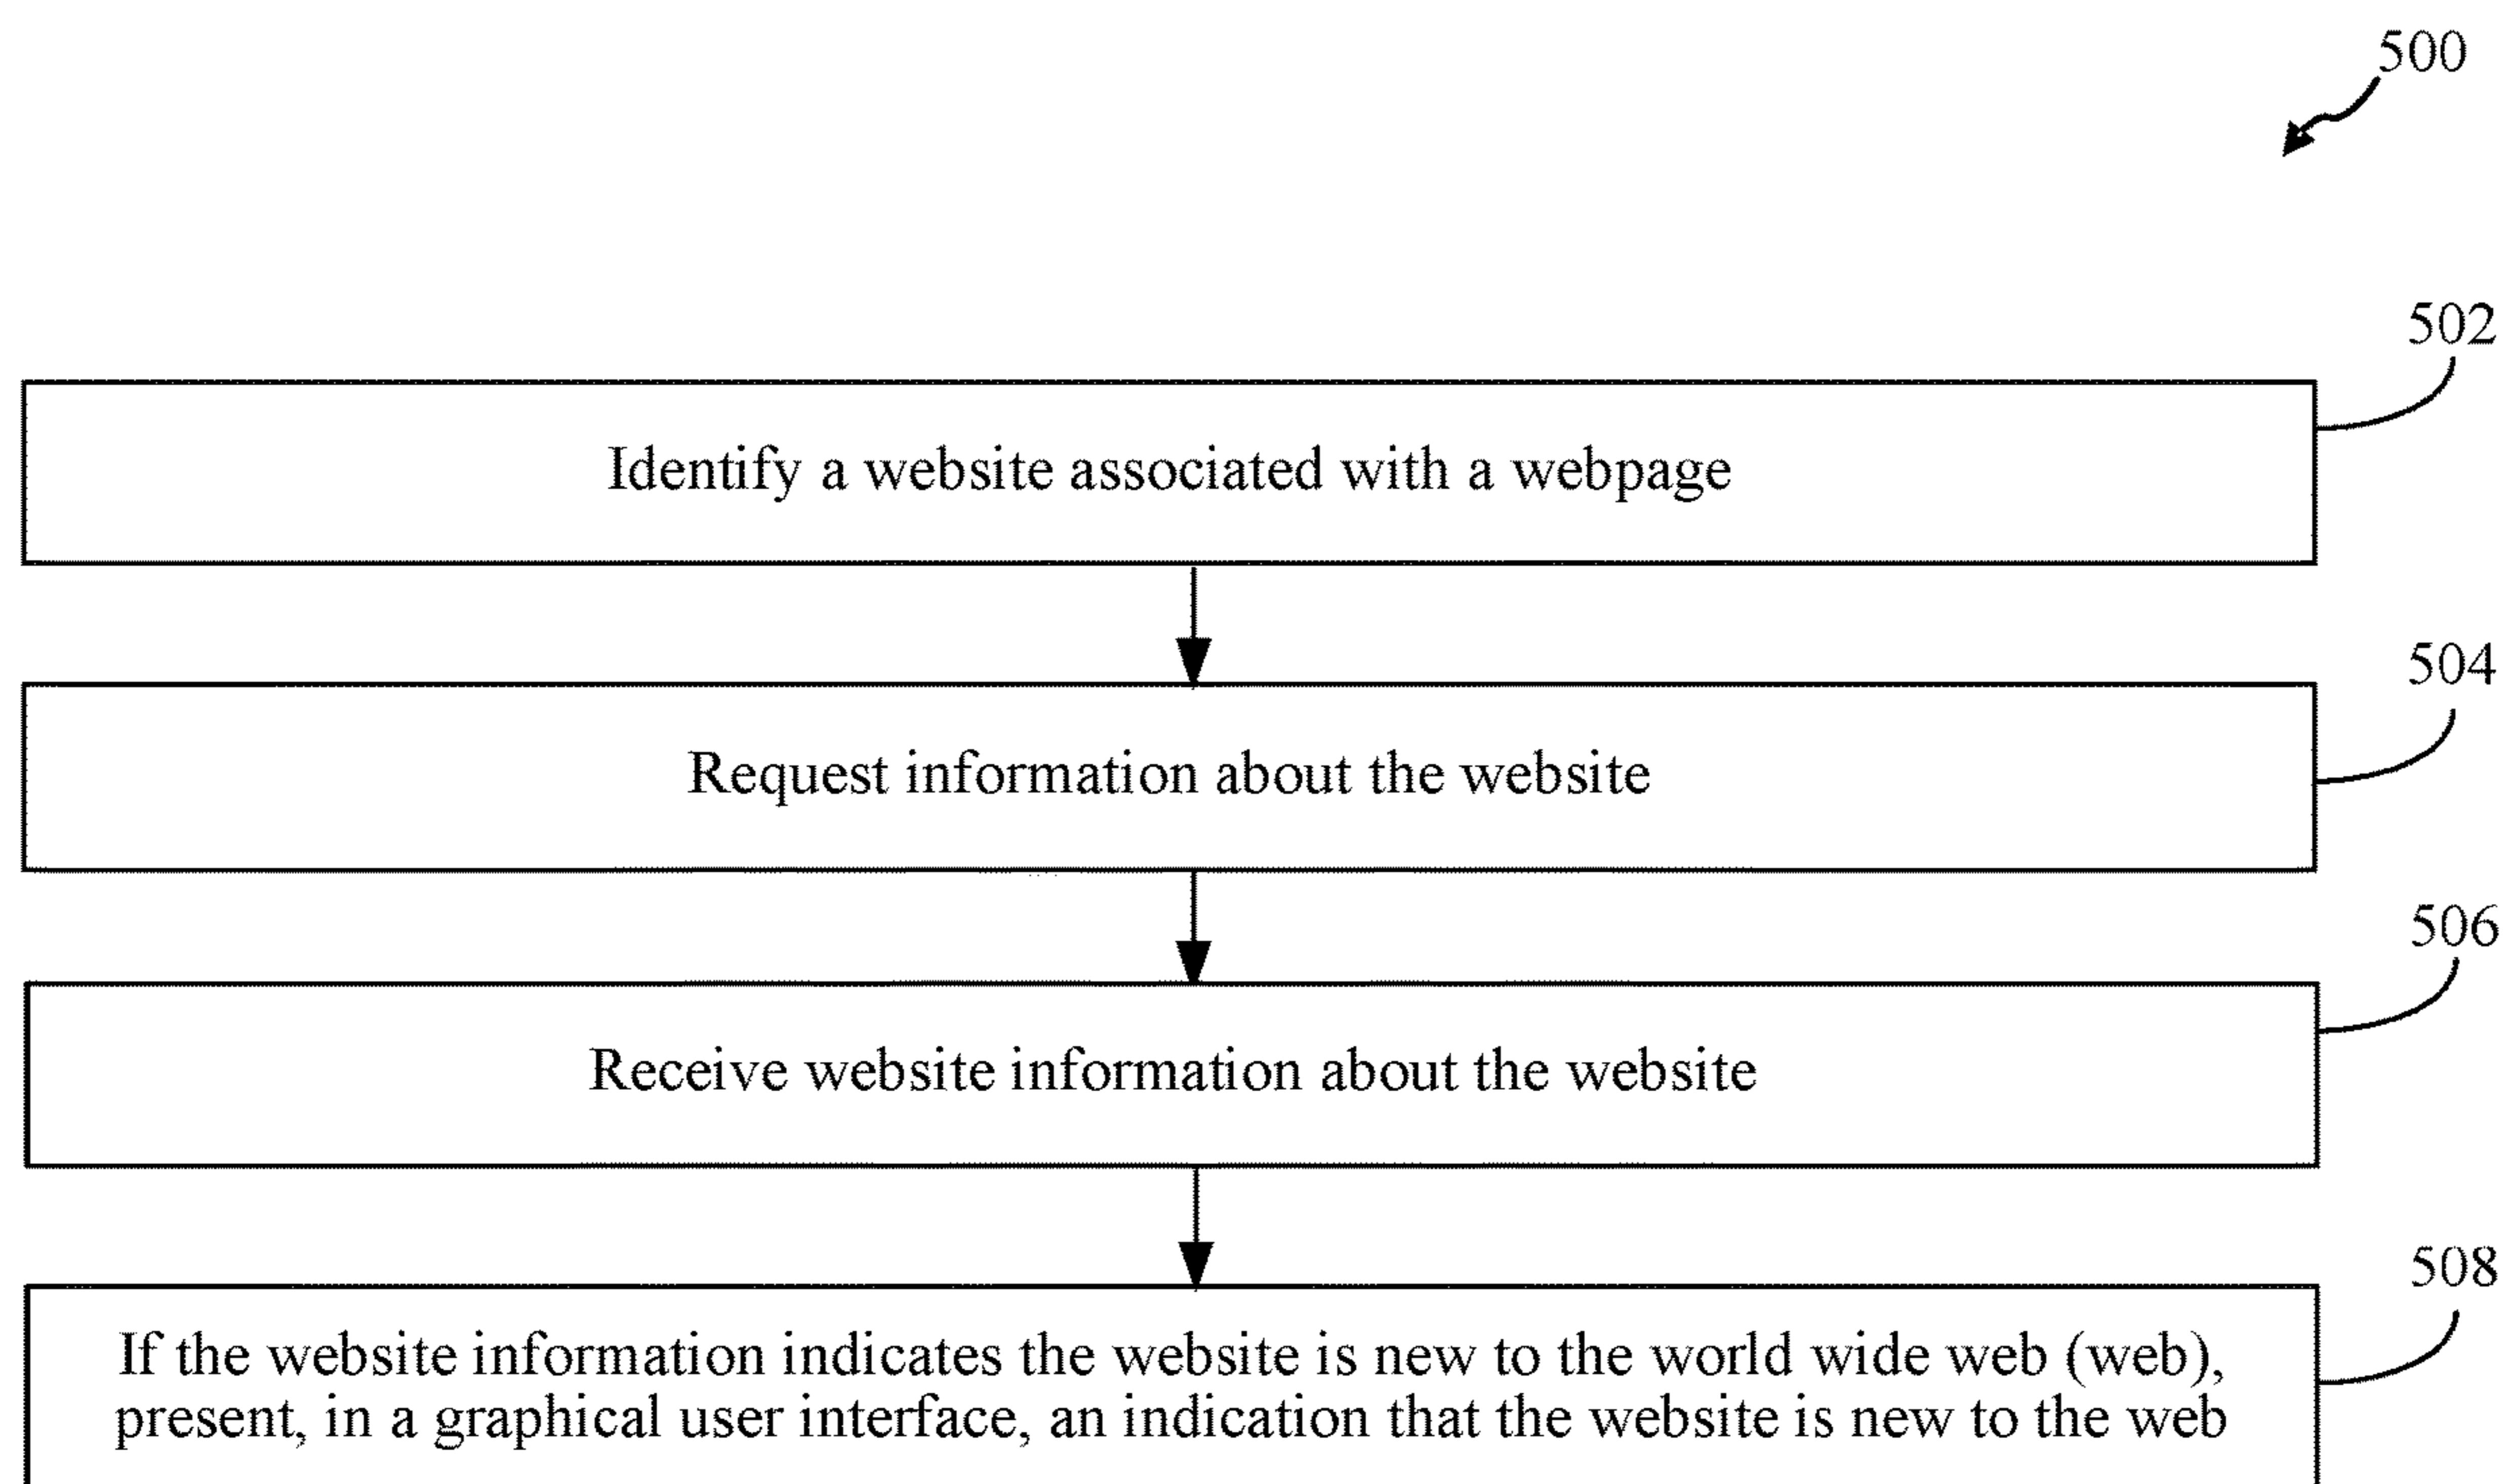 500
502
Identify a website associated with a webpage
504
Request information about the website
506
Receive website information about the website
508
If the website information indicates the website is new to the world wide web (web),
present, in a graphical user interface, an indication that the website is new to the web